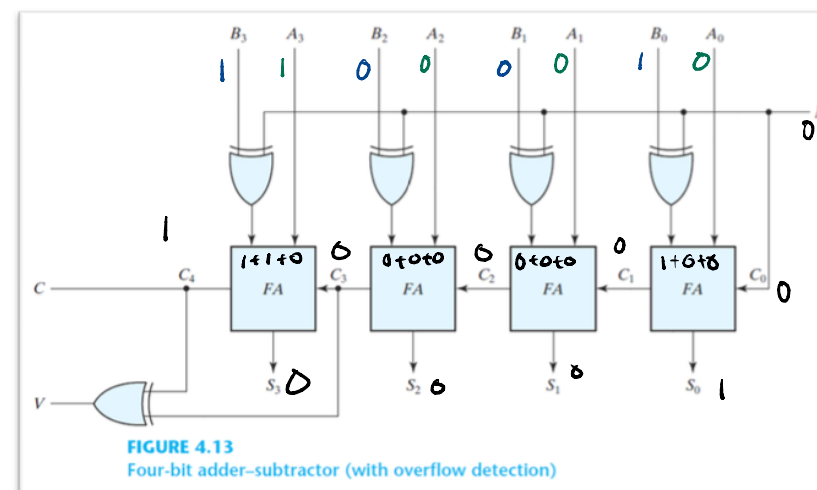 B₃ A₃ B₂ A₂ B₁ A₁ B₀ A₀
1 1 0 0 0 0 1 0
0
1 1+1+0 0 0+0+0 0 0+0+0 0 1+0+0
C C₄ FA C₃ FA C₂ FA C₁ FA C₀ 0
S₃ 0 S₂ 0 S₁ 0 S₀ 1
V
FIGURE 4.13
Four-bit adder–subtractor (with overflow detection)